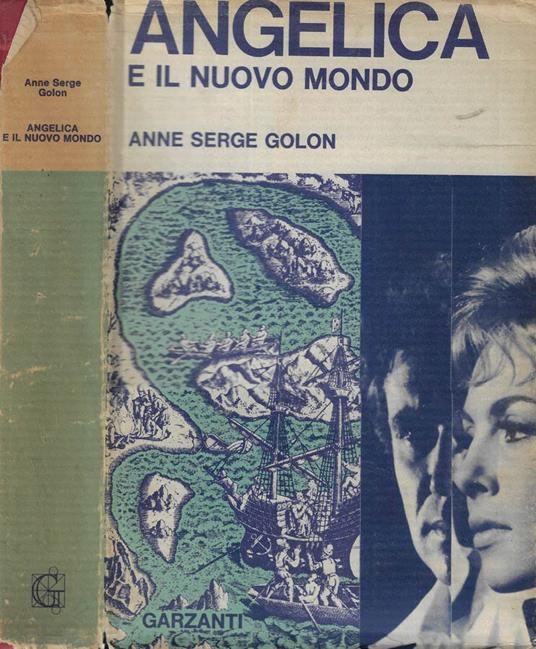 Anne Serge
Golon
ANGELICA
E IL NUOVO MONDO
ANGELICA
E IL NUOVO MONDO
ANNE SERGE GOLON
GARZANTI